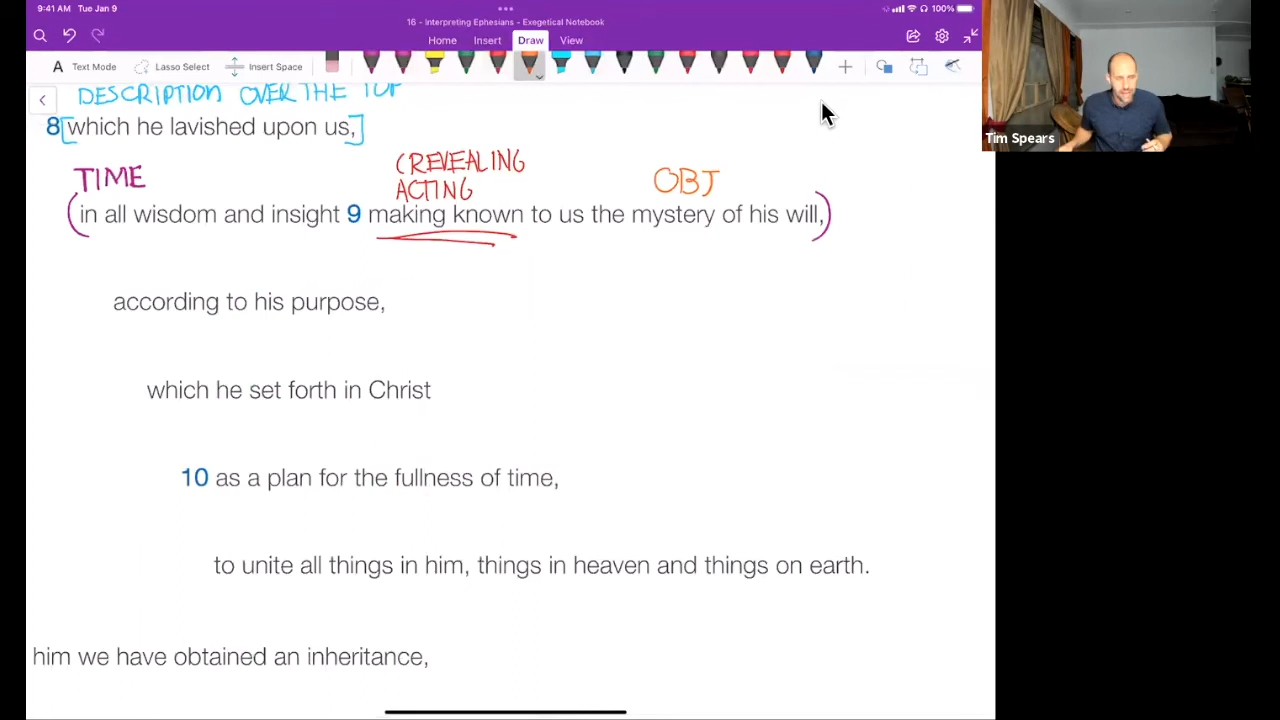 9:41 AM Tue Jan 9
100%
16 - Interpreting Ephesians - Exegetical Notebook
Home Insert Draw View
A Text Mode Lasso Select Insert Space
Tim Spears
DESCRIPTION OVER THE TOP
8[which he lavished upon us,]
TIME (REVEALING OBJ
ACTING
(in all wisdom and insight 9 making known to us the mystery of his will,)
according to his purpose,
which he set forth in Christ
10 as a plan for the fullness of time,
to unite all things in him, things in heaven and things on earth.
him we have obtained an inheritance,